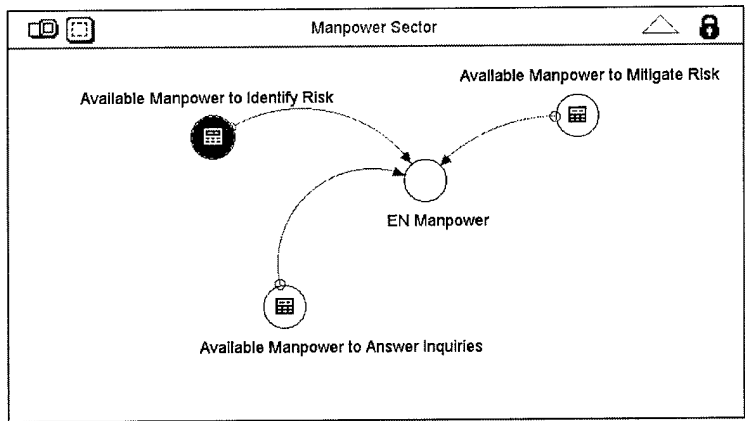 Manpower Sector
Available Manpower to Mitigate Risk
Available Manpower to Identify Risk
EN Manpower
Available Manpower to Answer Inquiries